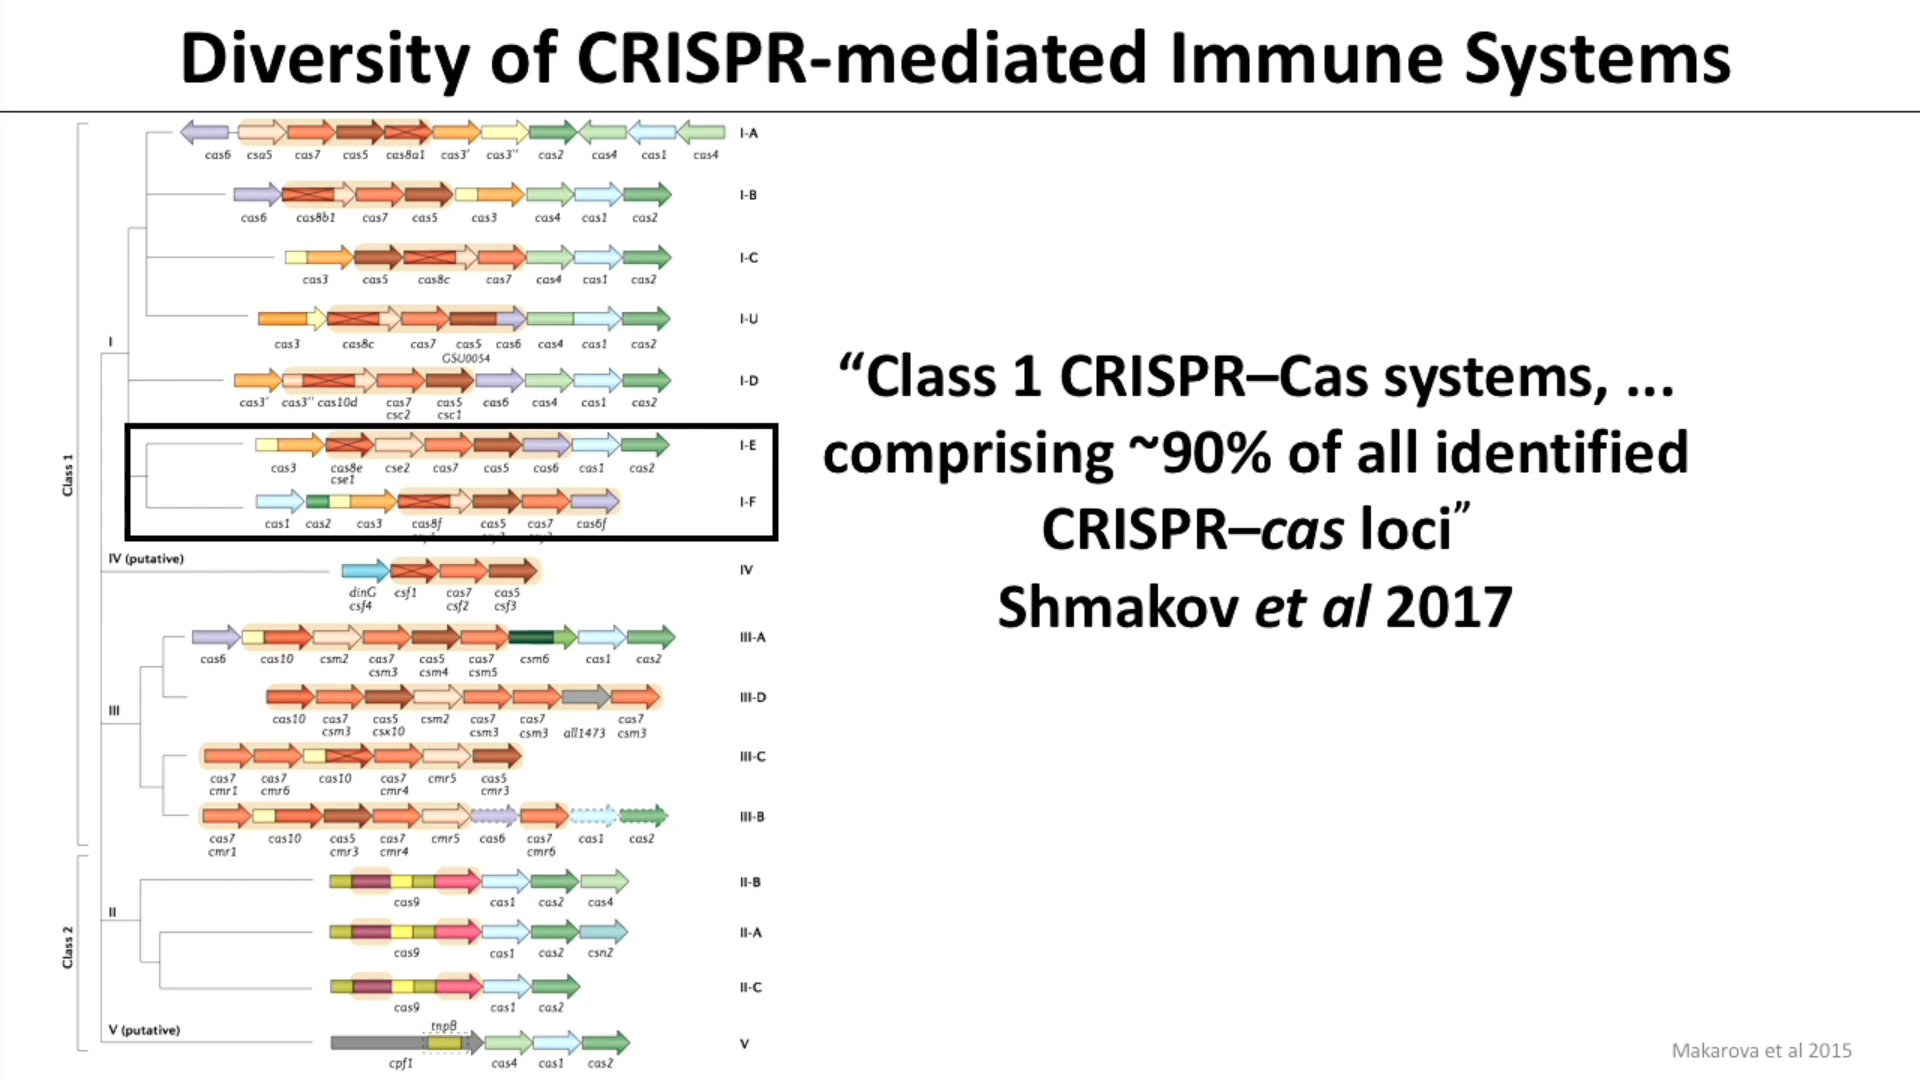 Diversity of CRISPR-mediated Immune Systems
Class 1
I
cas6 csa5 cas7 cas5 cas8a1 cas3' cas3'' cas2 cas4 cas1 cas4
I-A
cas6 cas8b1 cas7 cas5 cas3 cas4 cas1 cas2
I-B
cas3 cas5 cas8c cas7 cas4 cas1 cas2
I-C
cas3 cas8c cas7 cas5 cas6 cas4 cas1 cas2
GSU0054
I-U
cas3' cas3'' cas10d cas7 cas5 cas6 cas4 cas1 cas2
csc2 csc1
I-D
cas3 cas8e cse2 cas7 cas5 cas6 cas1 cas2
cse1
I-E
cas1 cas2 cas3 cas8f cas5 cas7 cas6f
I-F
IV (putative)
dinG csf1 cas7 cas5
csf4 csf2 csf3
IV
III
cas6 cas10 csm2 cas7 cas5 cas7 csm6 cas1 cas2
csm3 csm4 csm5
III-A
cas10 cas7 cas5 csm2 cas7 cas7 all1473 cas7
csm3 csx10 csm3 csm3 csm3
III-D
cas7 cas7 cas10 cas7 cmr5 cas5
cmr1 cmr6 cmr4 cmr3
III-C
cas7 cas10 cas5 cas7 cmr5 cas6 cas7 cas1 cas2
cmr1 cmr3 cmr4 cmr6
III-B
Class 2
II
cas9 cas1 cas2 cas4
II-B
cas9 cas1 cas2 csn2
II-A
cas9 cas1 cas2
II-C
V (putative)
tnpB
cpf1 cas4 cas1 cas2
V
“Class 1 CRISPR–Cas systems, ...
comprising ~90% of all identified
CRISPR–cas loci”
Shmakov et al 2017
Makarova et al 2015